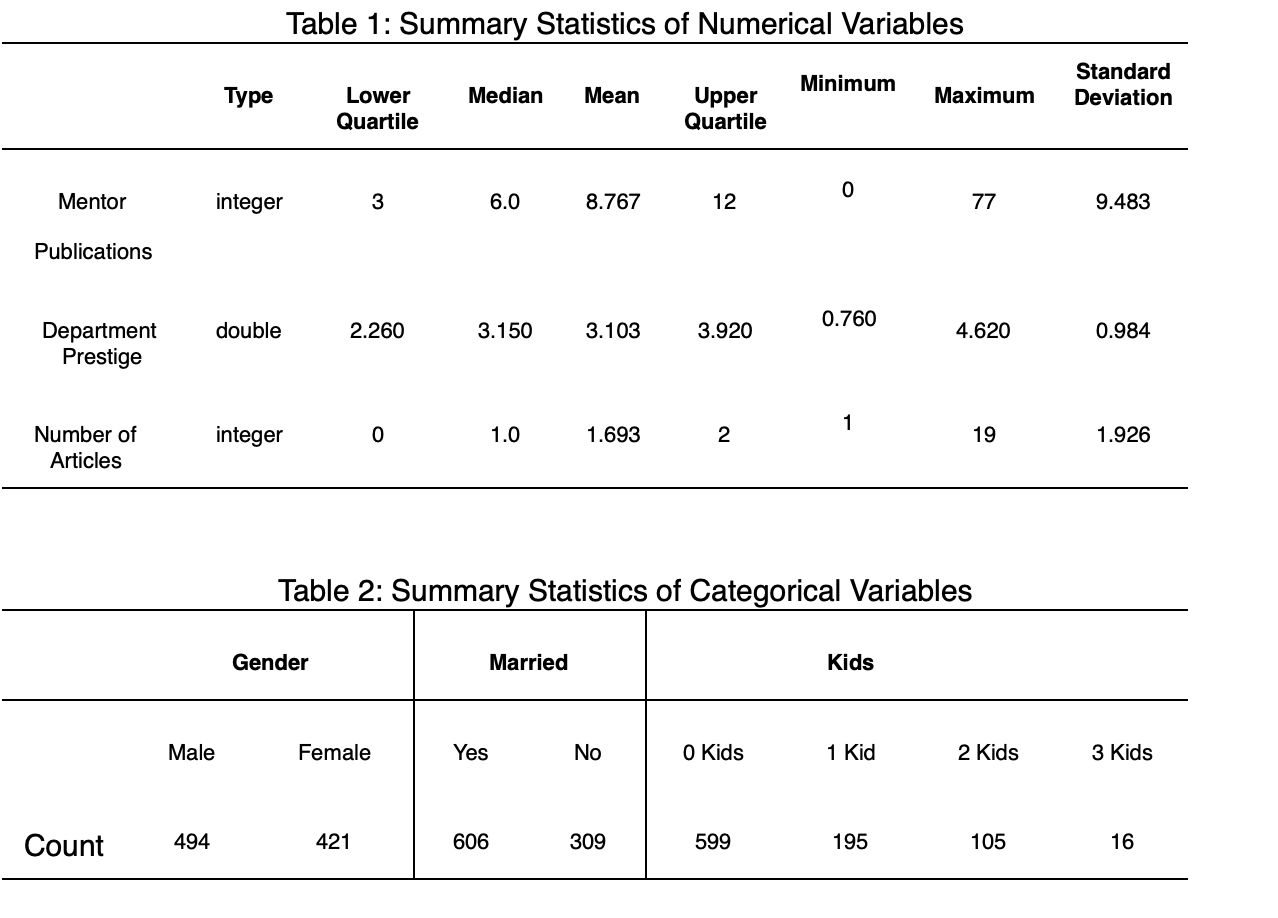 Table 1: Summary Statistics of Numerical Variables
Type Lower Quartile Median Mean Upper Quartile Minimum Maximum Standard Deviation
Mentor Publications integer 3 6.0 8.767 12 0 77 9.483
Department Prestige double 2.260 3.150 3.103 3.920 0.760 4.620 0.984
Number of Articles integer 0 1.0 1.693 2 1 19 1.926
Table 2: Summary Statistics of Categorical Variables
Gender Married Kids
Male Female Yes No 0 Kids 1 Kid 2 Kids 3 Kids
Count 494 421 606 309 599 195 105 16